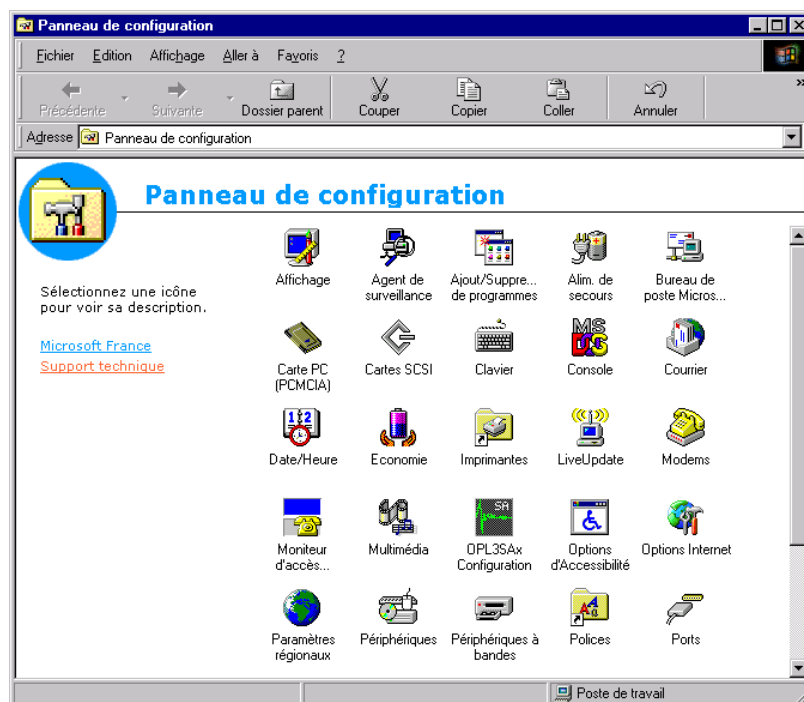 Panneau de configuration
Fichier Edition Affichage Aller à Favoris ?
Précédente Suivante Dossier parent Couper Copier Coller Annuler »
Adresse Panneau de configuration
Panneau de configuration
Sélectionnez une icône
pour voir sa description.
Microsoft France
Support technique
Affichage
Agent de
surveillance
Ajout/Suppre...
de programmes
Alim. de
secours
Bureau de
poste Micros...
Carte PC
(PCMCIA)
Cartes SCSI
Clavier
MS
DOS
Console
Courrier
12
Date/Heure
Economie
Imprimantes
LiveUpdate
Modems
Moniteur
d'accès...
Multimédia
SA
OPL3SAx
Configuration
Options
d'Accessibilité
Options Internet
Paramètres
régionaux
Périphériques
Périphériques à
bandes
Polices
Ports
Poste de travail